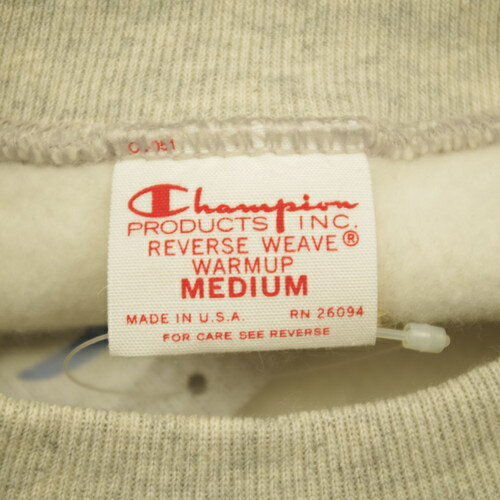 Champion
PRODUCTS INC.
REVERSE WEAVE®
WARMUP
MEDIUM
MADE IN U.S.A. RN 26094
FOR CARE SEE REVERSE